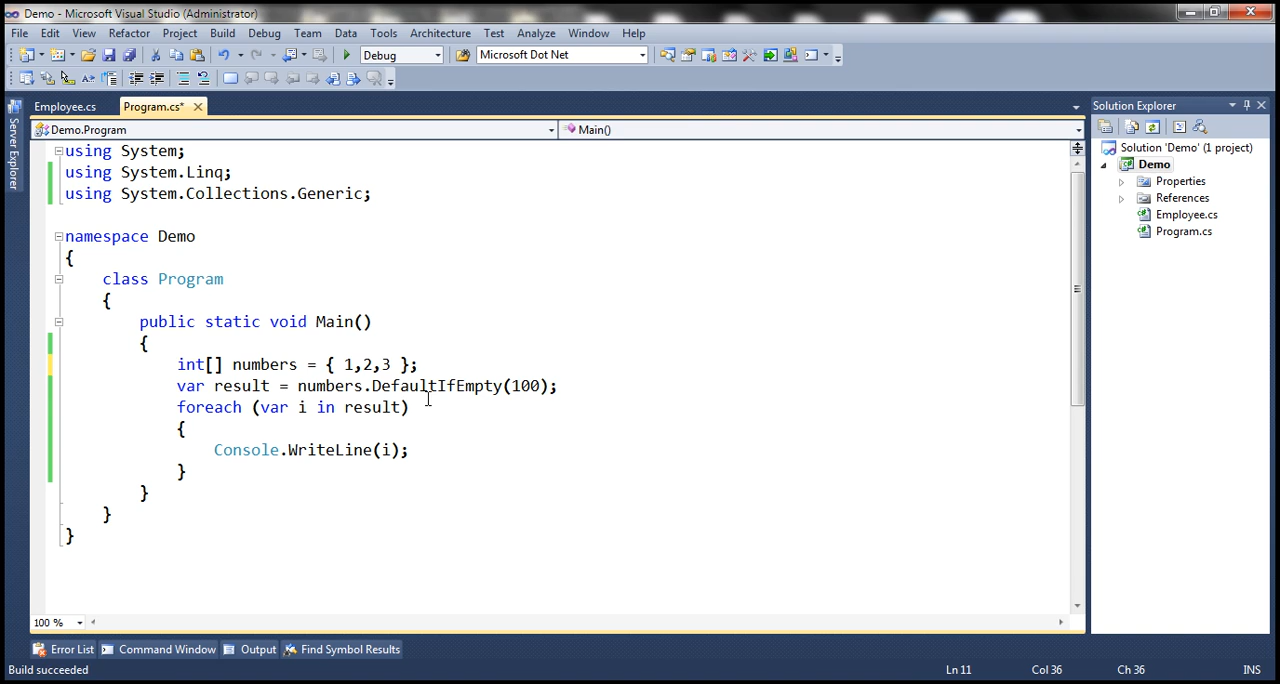 Demo - Microsoft Visual Studio (Administrator)
File Edit View Refactor Project Build Debug Team Data Tools Architecture Test Analyze Window Help
Debug Microsoft Dot Net
Server Explorer
Employee.cs Program.cs*
Demo.Program Main()
using System;
using System.Linq;
using System.Collections.Generic;
namespace Demo
{
class Program
{
public static void Main()
{
int[] numbers = { 1,2,3 };
var result = numbers.DefaultIfEmpty(100);
foreach (var i in result)
{
Console.WriteLine(i);
}
}
}
}
100 %
Solution Explorer
Solution 'Demo' (1 project)
Demo
Properties
References
Employee.cs
Program.cs
Error List Command Window Output Find Symbol Results
Build succeeded Ln 11 Col 36 Ch 36 INS